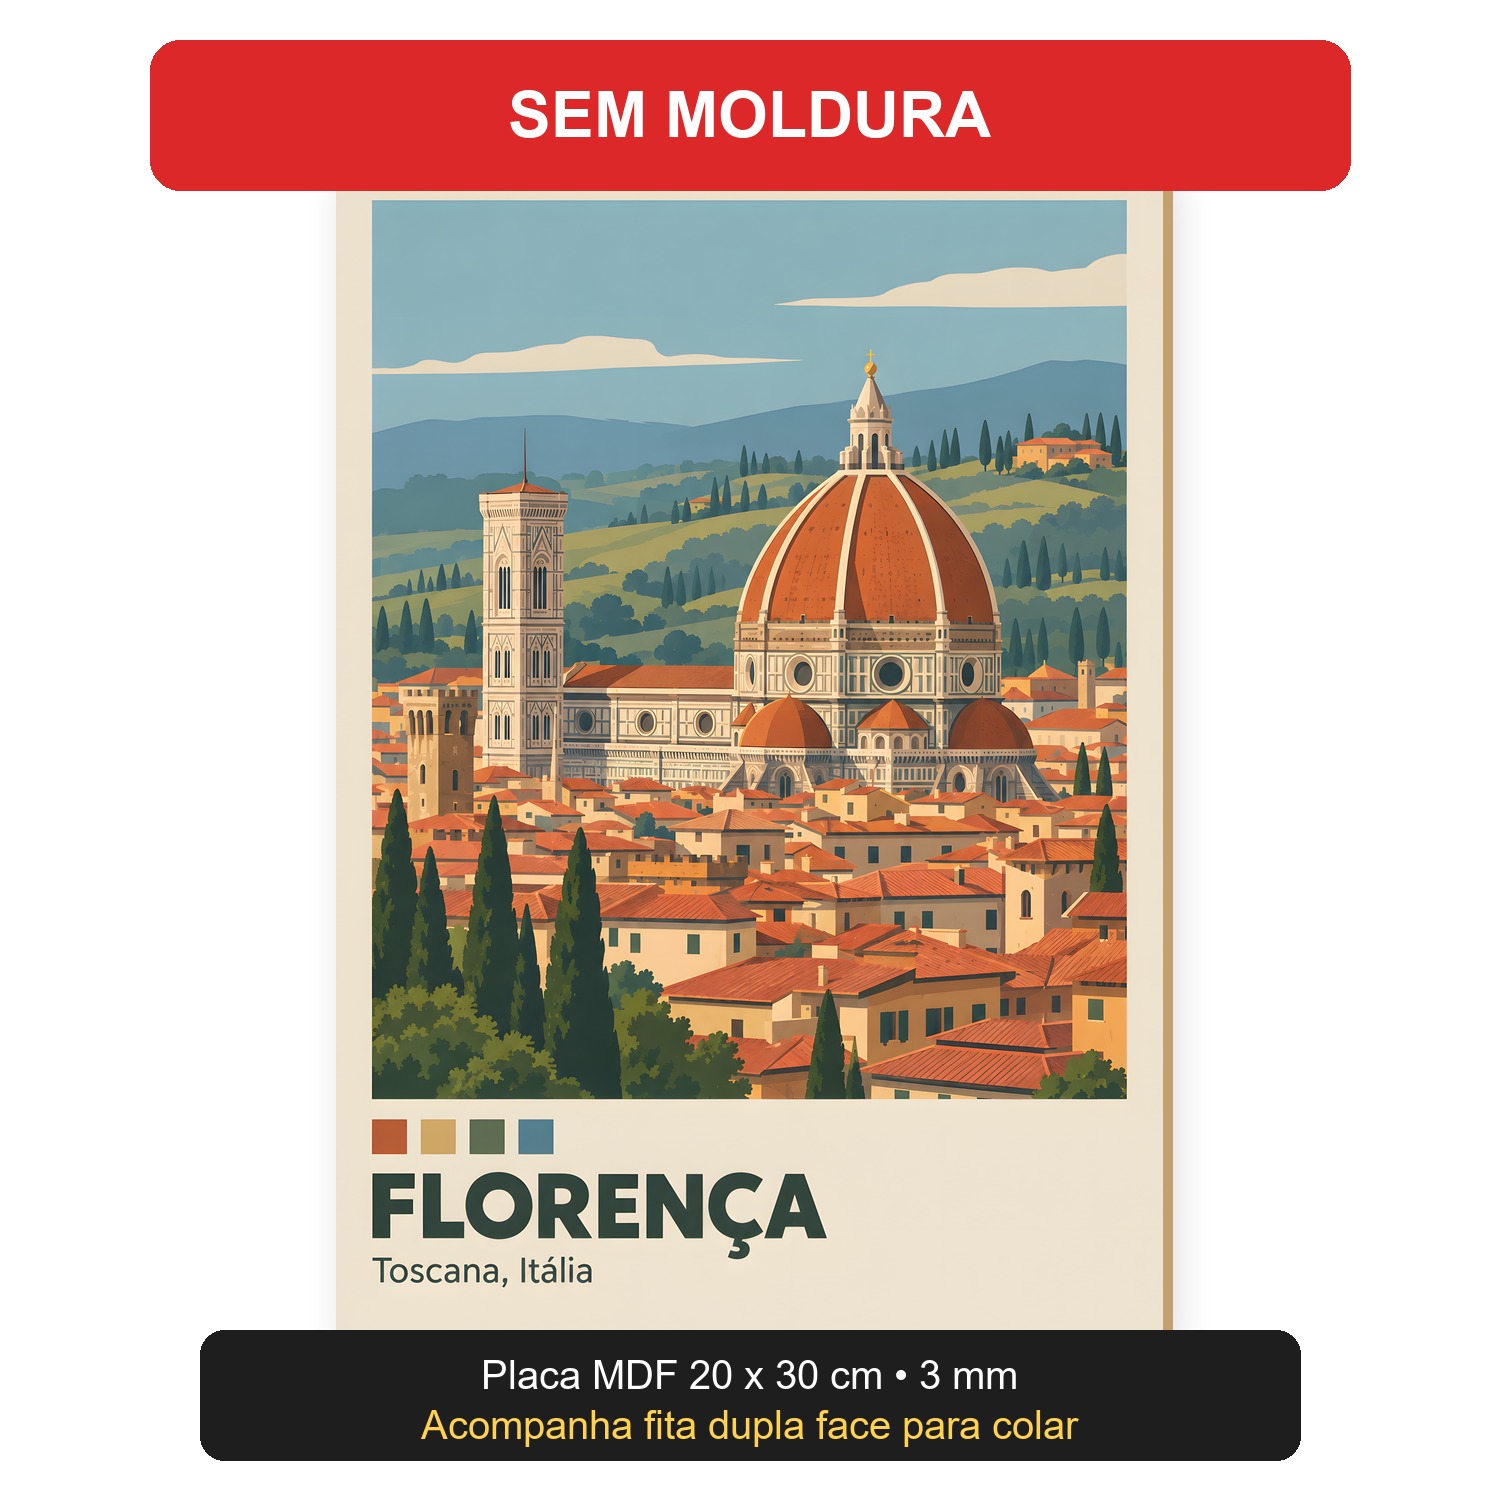 SEM MOLDURA
FLORENÇA
Toscana, Itália
Placa MDF 20 x 30 cm • 3 mm
Acompanha fita dupla face para colar